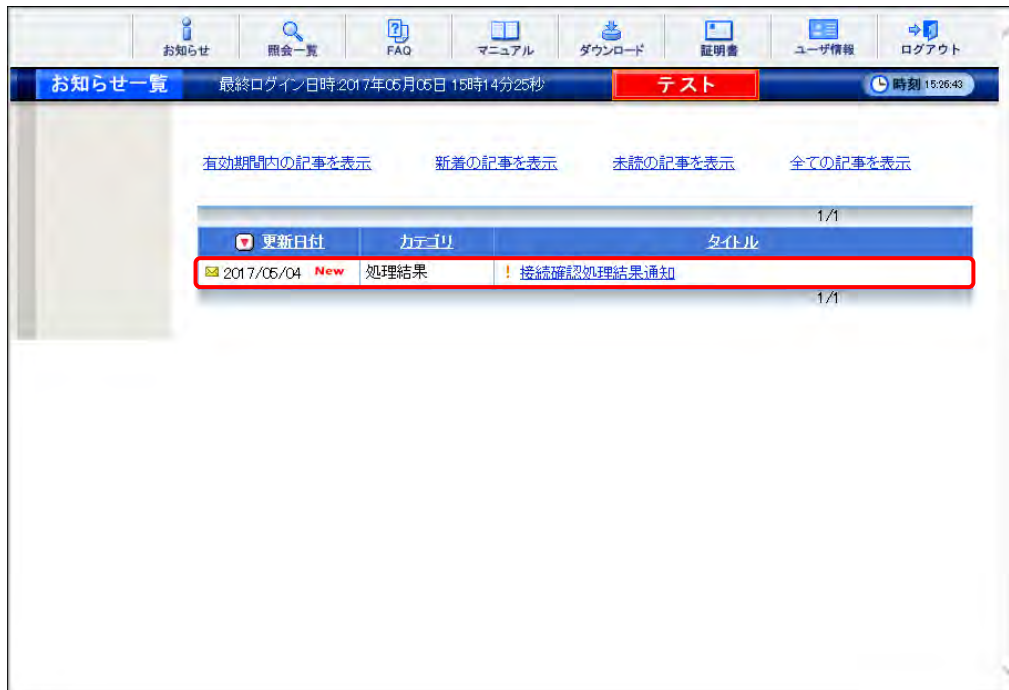 お知らせ 照会一覧 FAQ マニュアル ダウンロード 証明書 ユーザ情報 ログアウト
お知らせ一覧 最終ログイン日時:2017年05月05日 15時14分25秒 テスト 時刻 15:26:43
有効期間内の記事を表示 新着の記事を表示 未読の記事を表示 全ての記事を表示
1/1
更新日付 カテゴリ タイトル
2017/05/04 New 処理結果 ! 接続確認処理結果通知
1/1